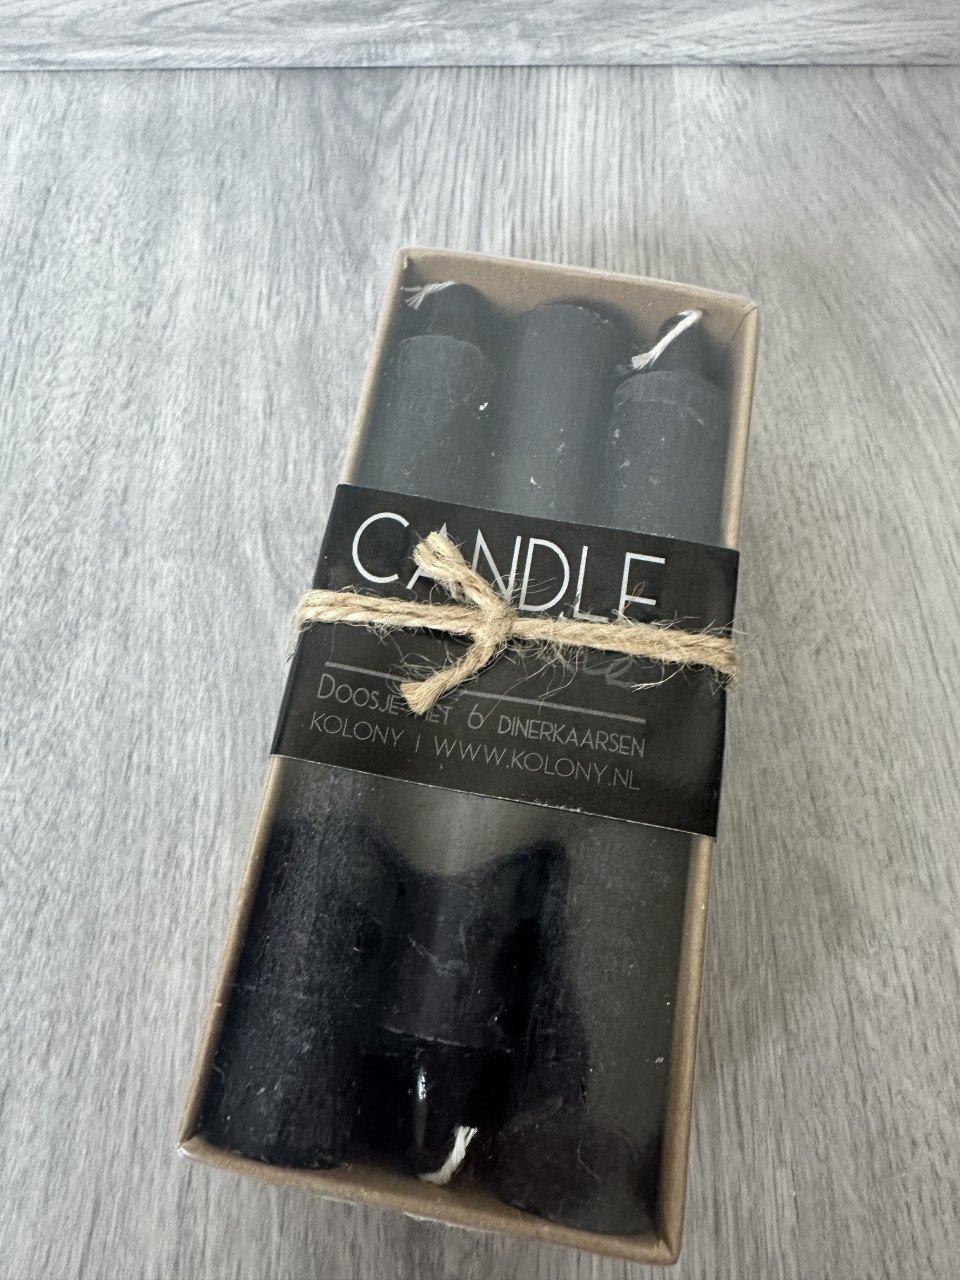 CANDLE
DOOSJE MET 6 DINERKAARSEN
KOLONY | WWW.KOLONY.NL